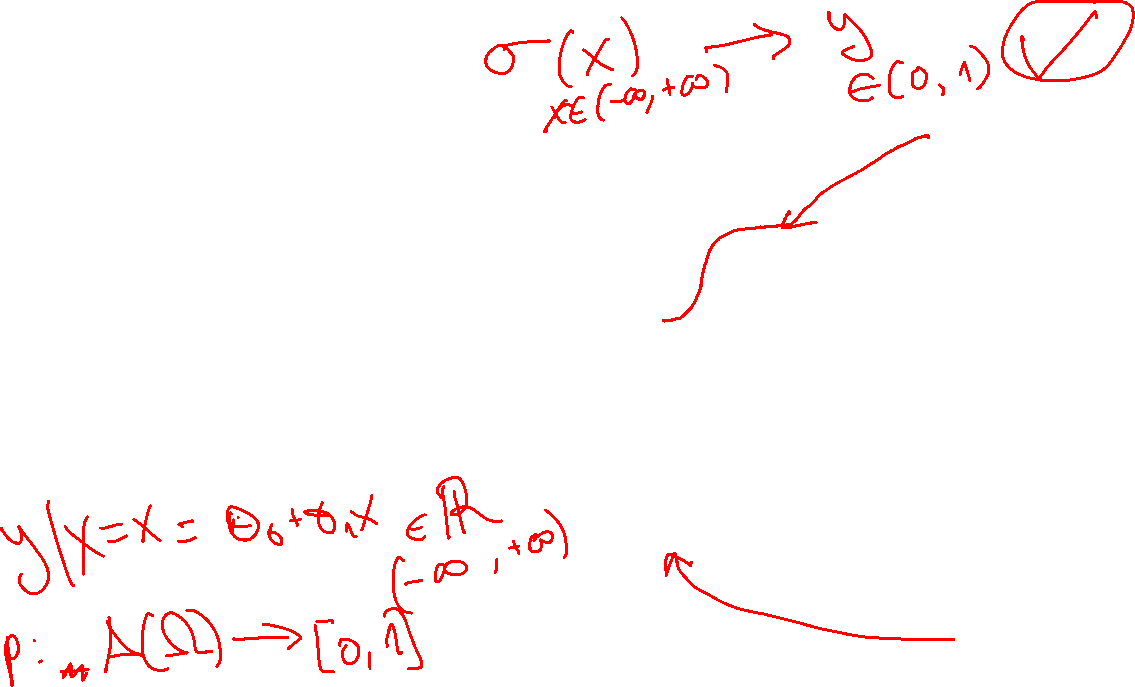 σ(x) → y
x∈(-∞,+∞) ∈(0,1)
y|X=x = Θ₀+θ₁x ∈ ℝ
(-∞,+∞)
p: A(Ω) → [0,1]